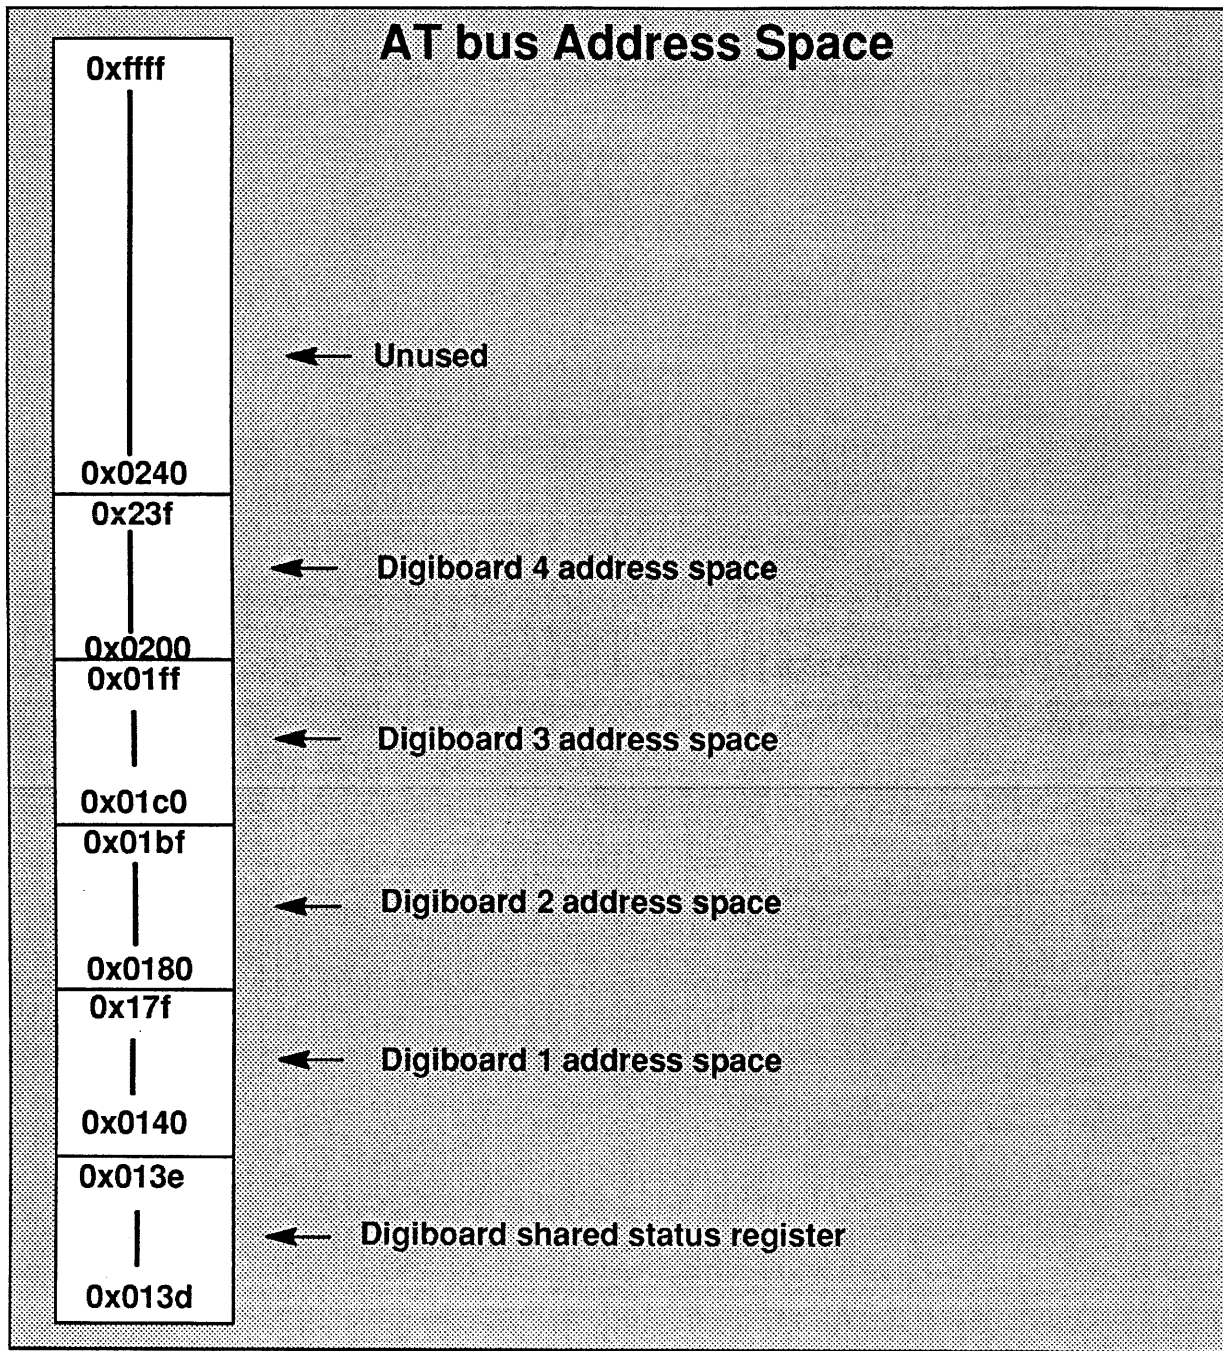 AT bus Address Space
0xffff
Unused
0x0240
0x23f
Digiboard 4 address space
0x0200
0x01ff
Digiboard 3 address space
0x01c0
0x01bf
Digiboard 2 address space
0x0180
0x17f
Digiboard 1 address space
0x0140
0x013e
Digiboard shared status register
0x013d